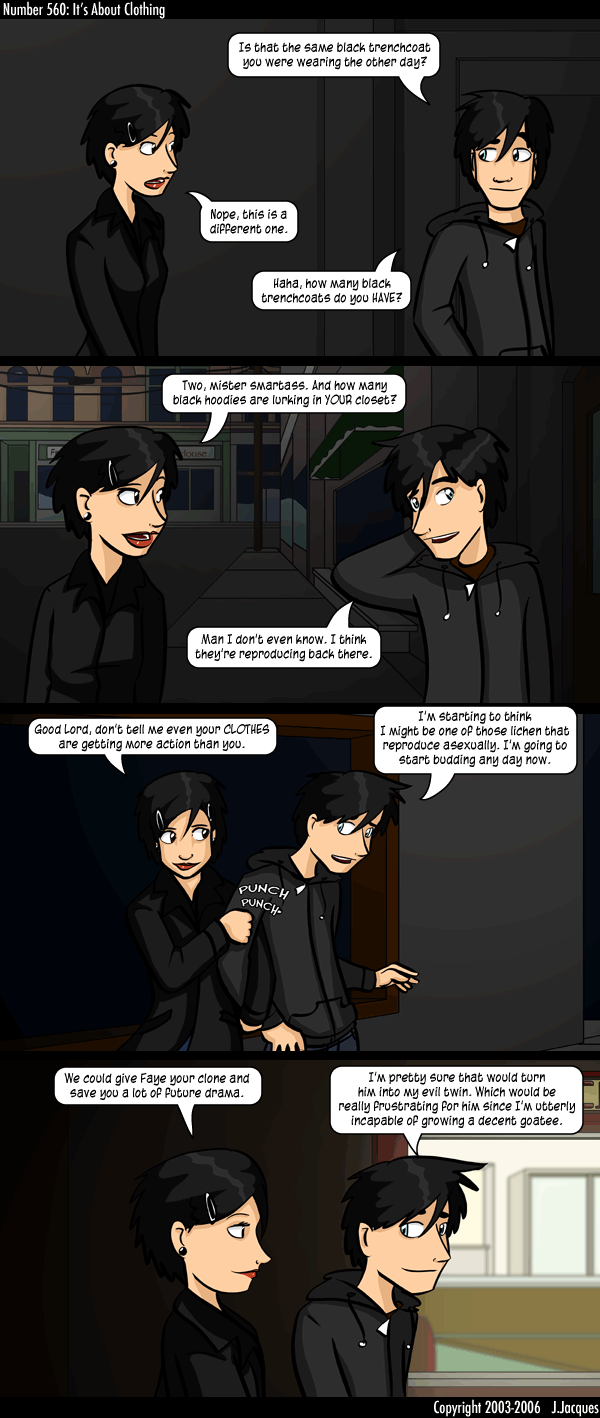 Number 560: It's About Clothing
Is that the same black trenchcoat
you were wearing the other day?
Nope, this is a
different one.
Haha, how many black
trenchcoats do you HAVE?
Two, mister smartass. And how many
black hoodies are lurking in YOUR closet?
House
Man I don't even know. I think
they're reproducing back there.
Good Lord, don't tell me even your CLOTHES
are getting more action than you.
I'm starting to think
I might be one of those lichen that
reproduce asexually. I'm going to
start budding any day now.
PUNCH
PUNCH
We could give Faye your clone and
save you a lot of future drama.
I'm pretty sure that would turn
him into my evil twin. Which would be
really frustrating for him since I'm utterly
incapable of growing a decent goatee.
Copyright 2003-2006 J.Jacques